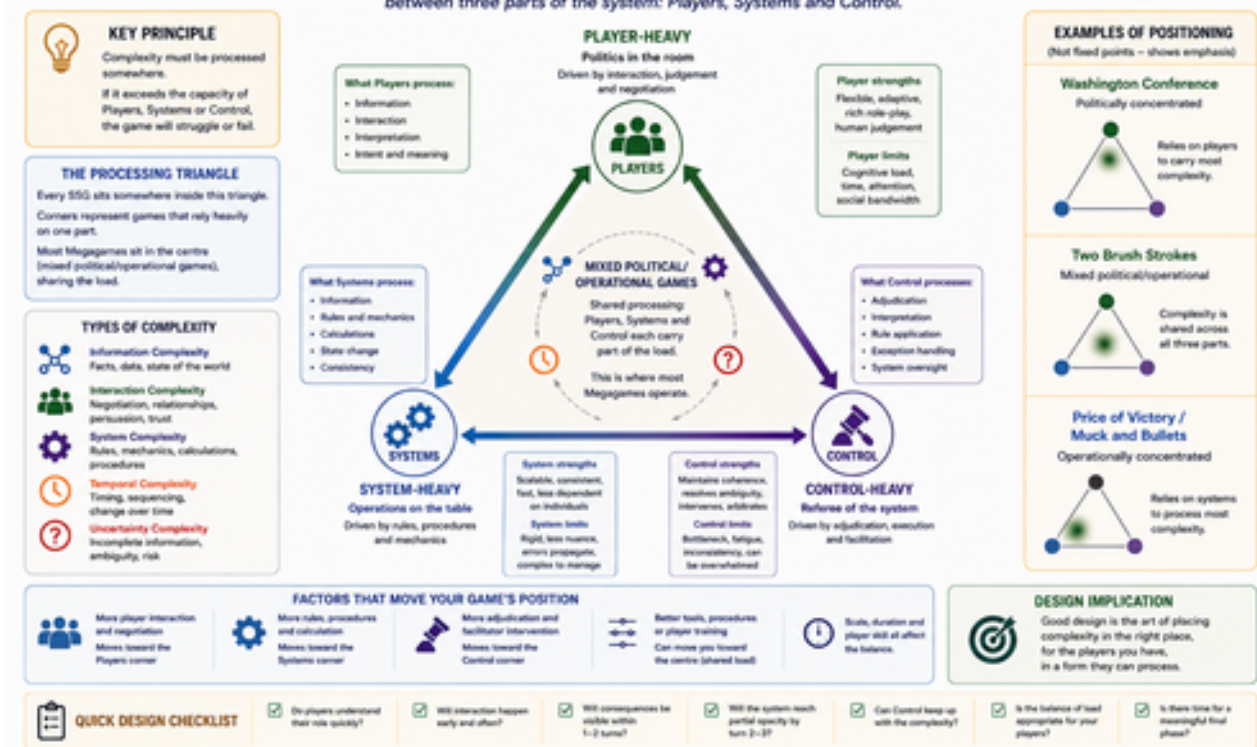 between three parts of the system: Players, Systems and Control.
KEY PRINCIPLE
Complexity must be processed
somewhere.
If it exceeds the capacity of
Players, Systems or Control,
the game will struggle or fail.
THE PROCESSING TRIANGLE
Every SSG sits somewhere inside this triangle.
Corners represent games that rely heavily
on one part.
Most Megagames sit in the centre
(mixed political/operational games),
sharing the load.
TYPES OF COMPLEXITY
Information Complexity
Facts, data, state of the world
Interaction Complexity
Negotiation, relationships,
persuasion, trust
System Complexity
Rules, mechanics, calculations,
procedures
Temporal Complexity
Timing, sequencing,
change over time
Uncertainty Complexity
Incomplete information,
ambiguity, risk
PLAYER-HEAVY
Politics in the room
Driven by interaction, judgement
and negotiation
What Players process:
• Information
• Interaction
• Interpretation
• Intent and meaning
PLAYERS
Player strengths
Flexible, adaptive,
rich role-play,
human judgement
Player limits
Cognitive load,
time, attention,
social bandwidth
What Systems process:
• Information
• Rules and mechanics
• Calculations
• State change
• Consistency
MIXED POLITICAL/
OPERATIONAL GAMES
Shared processing:
Players, Systems and
Control each carry
part of the load.
This is where most
Megagames operate.
What Control processes:
• Adjudication
• Interpretation
• Rule application
• Exception handling
• System oversight
SYSTEMS
SYSTEM-HEAVY
Operations on the table
Driven by rules, procedures
and mechanics
System strengths
Scalable, consistent,
fast, less dependent
on individuals
System limits
Rigid, less nuance,
errors propagate,
complex to manage
Control strengths
Maintains coherence,
resolves ambiguity,
intervenes, arbitrates
Control limits
Bottleneck, fatigue,
inconsistency, can
be overwhelmed
CONTROL
CONTROL-HEAVY
Referee of the system
Driven by adjudication, execution
and facilitation
EXAMPLES OF POSITIONING
(Not fixed points – shows emphasis)
Washington Conference
Politically concentrated
Relies on players
to carry most
complexity.
Two Brush Strokes
Mixed political/operational
Complexity is
shared across
all three parts.
Price of Victory /
Muck and Bullets
Operationally concentrated
Relies on systems
to process most
complexity.
FACTORS THAT MOVE YOUR GAME'S POSITION
More player interaction
and negotiation
Moves toward the
Players corner
More rules, procedures
and calculation
Moves toward the
Systems corner
More adjudication and
facilitator intervention
Moves toward the
Control corner
Better tools, procedures
or player training
Can move you toward
the centre (shared load)
Scale, duration and
player skill all affect
the balance.
DESIGN IMPLICATION
Good design is the art of placing
complexity in the right place,
for the players you have,
in a form they can process.
QUICK DESIGN CHECKLIST
Do players understand
their role quickly?
Will interaction happen
early and often?
Will consequences be
visible within
1–2 turns?
Will the system reach
partial opacity by
turn 2–3?
Can Control keep up
with the complexity?
Is the balance of load
appropriate for your
players?
Is there time for a
meaningful final
phase?